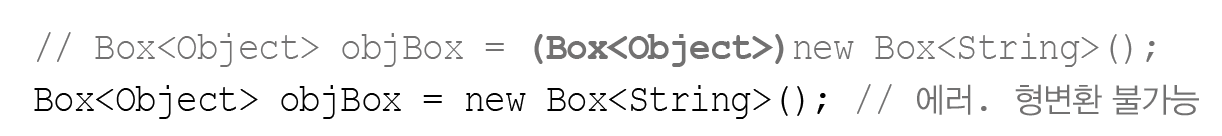 // Box<Object> objBox = (Box<Object>)new Box<String>();
Box<Object> objBox = new Box<String>(); // 에러. 형변환 불가능